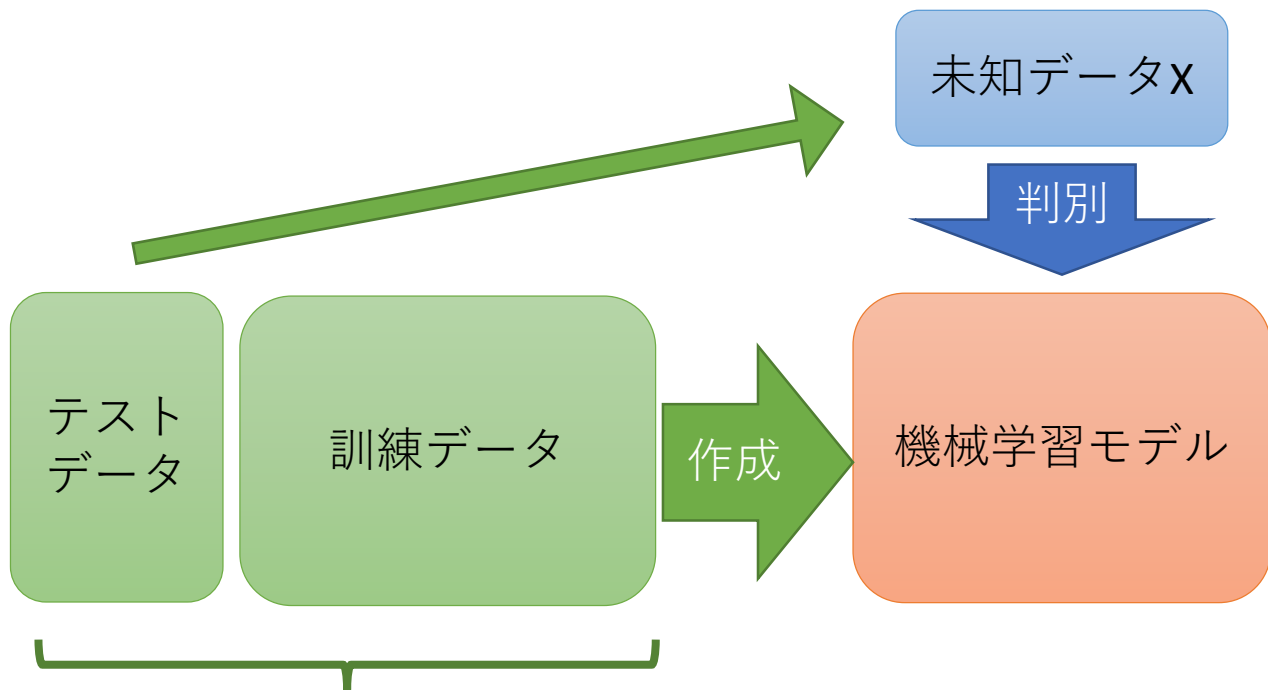 未知データx
判別
テスト
データ
訓練データ
作成
機械学習モデル